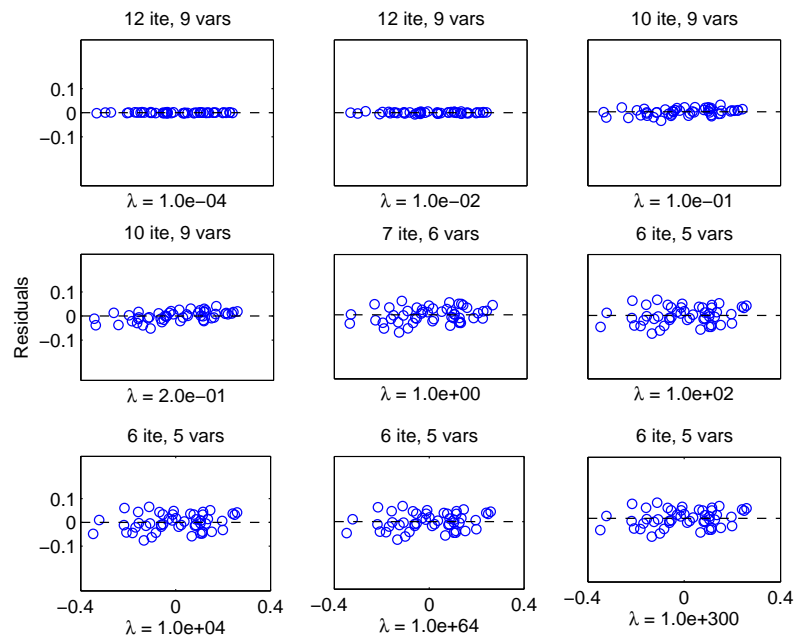 12 ite, 9 vars
12 ite, 9 vars
10 ite, 9 vars
0.1
0
−0.1
λ = 1.0e−04
λ = 1.0e−02
λ = 1.0e−01
10 ite, 9 vars
7 ite, 6 vars
6 ite, 5 vars
Residuals
0.1
0
−0.1
λ = 2.0e−01
λ = 1.0e+00
λ = 1.0e+02
6 ite, 5 vars
6 ite, 5 vars
6 ite, 5 vars
0.1
0
−0.1
−0.4 0 0.4
0
−0.4 0 0.4
λ = 1.0e+04
λ = 1.0e+64
λ = 1.0e+300